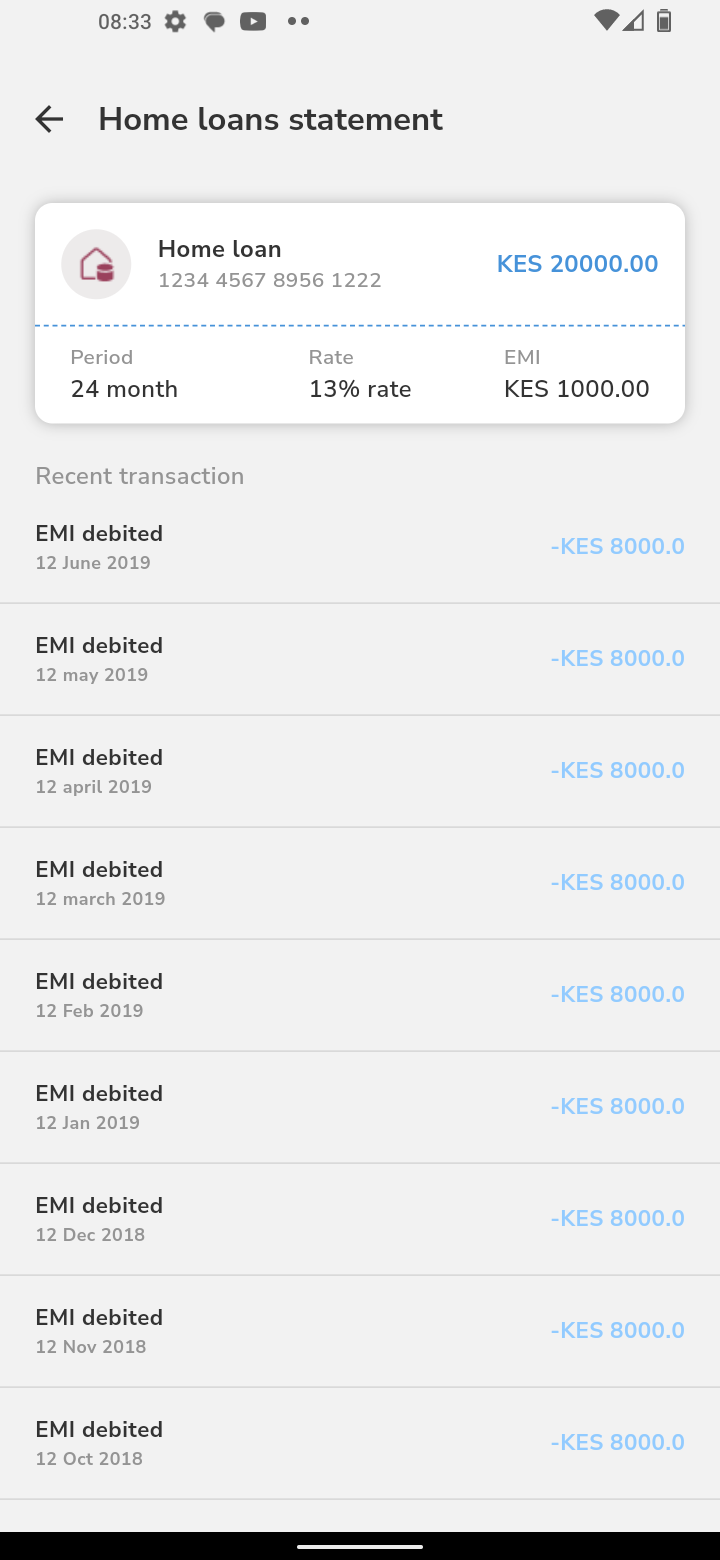 08:33
Home loans statement
Home loan
1234 4567 8956 1222
KES 20000.00
Period
Rate
EMI
24 month
13% rate
KES 1000.00
Recent transaction
EMI debited
12 June 2019
-KES 8000.0
EMI debited
12 may 2019
-KES 8000.0
EMI debited
12 april 2019
-KES 8000.0
EMI debited
12 march 2019
-KES 8000.0
EMI debited
12 Feb 2019
-KES 8000.0
EMI debited
12 Jan 2019
-KES 8000.0
EMI debited
12 Dec 2018
-KES 8000.0
EMI debited
12 Nov 2018
-KES 8000.0
EMI debited
12 Oct 2018
-KES 8000.0